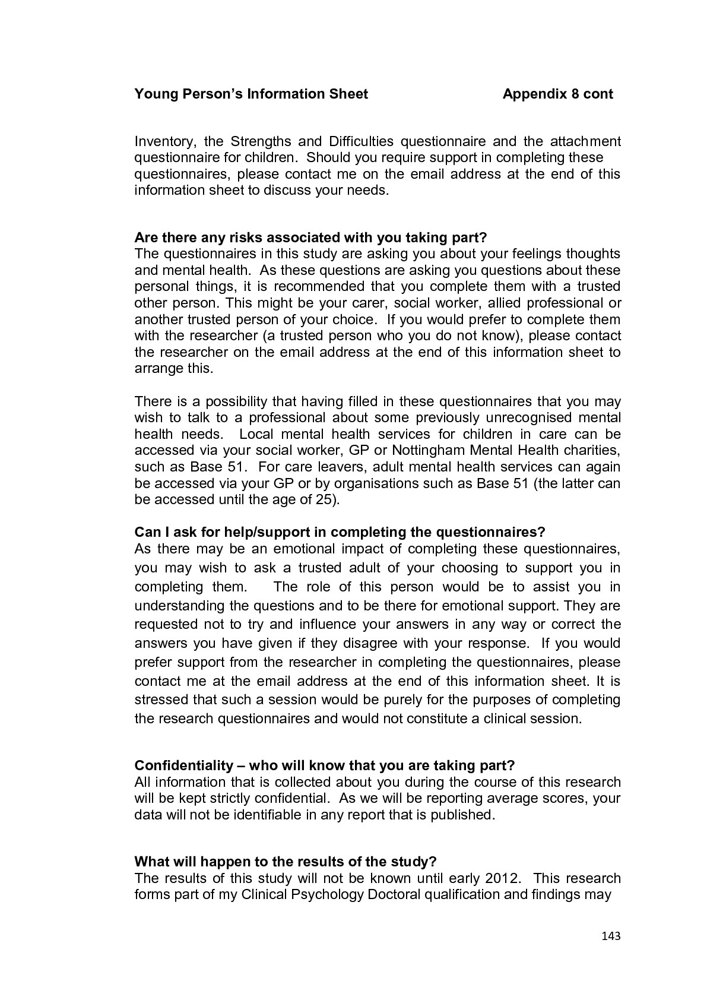 Young Person’s Information Sheet Appendix 8 cont
Inventory, the Strengths and Difficulties questionnaire and the attachment
questionnaire for children. Should you require support in completing these
questionnaires, please contact me on the email address at the end of this
information sheet to discuss your needs.
Are there any risks associated with you taking part?
The questionnaires in this study are asking you about your feelings thoughts
and mental health. As these questions are asking you questions about these
personal things, it is recommended that you complete them with a trusted
other person. This might be your carer, social worker, allied professional or
another trusted person of your choice. If you would prefer to complete them
with the researcher (a trusted person who you do not know), please contact
the researcher on the email address at the end of this information sheet to
arrange this.
There is a possibility that having filled in these questionnaires that you may
wish to talk to a professional about some previously unrecognised mental
health needs. Local mental health services for children in care can be
accessed via your social worker, GP or Nottingham Mental Health charities,
such as Base 51. For care leavers, adult mental health services can again
be accessed via your GP or by organisations such as Base 51 (the latter can
be accessed until the age of 25).
Can I ask for help/support in completing the questionnaires?
As there may be an emotional impact of completing these questionnaires,
you may wish to ask a trusted adult of your choosing to support you in
completing them. The role of this person would be to assist you in
understanding the questions and to be there for emotional support. They are
requested not to try and influence your answers in any way or correct the
answers you have given if they disagree with your response. If you would
prefer support from the researcher in completing the questionnaires, please
contact me at the email address at the end of this information sheet. It is
stressed that such a session would be purely for the purposes of completing
the research questionnaires and would not constitute a clinical session.
Confidentiality – who will know that you are taking part?
All information that is collected about you during the course of this research
will be kept strictly confidential. As we will be reporting average scores, your
data will not be identifiable in any report that is published.
What will happen to the results of the study?
The results of this study will not be known until early 2012. This research
forms part of my Clinical Psychology Doctoral qualification and findings may
143